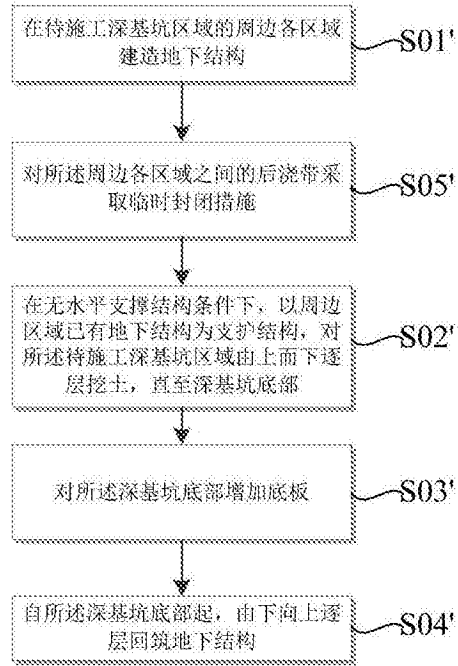 在待施工深基坑区域的周边各区域
建造地下结构
S01'
对所述周边各区域之间的后浇带采
取临时封闭措施
S05'
在无水平支撑结构条件下，以周边
区域已有地下结构为支护结构，对
所述待施工深基坑区域由上而下逐
层挖土，直至深基坑底部
S02'
对所述深基坑底部增加底板
S03'
自所述深基坑底部起，由下向上逐
层回筑地下结构
S04'